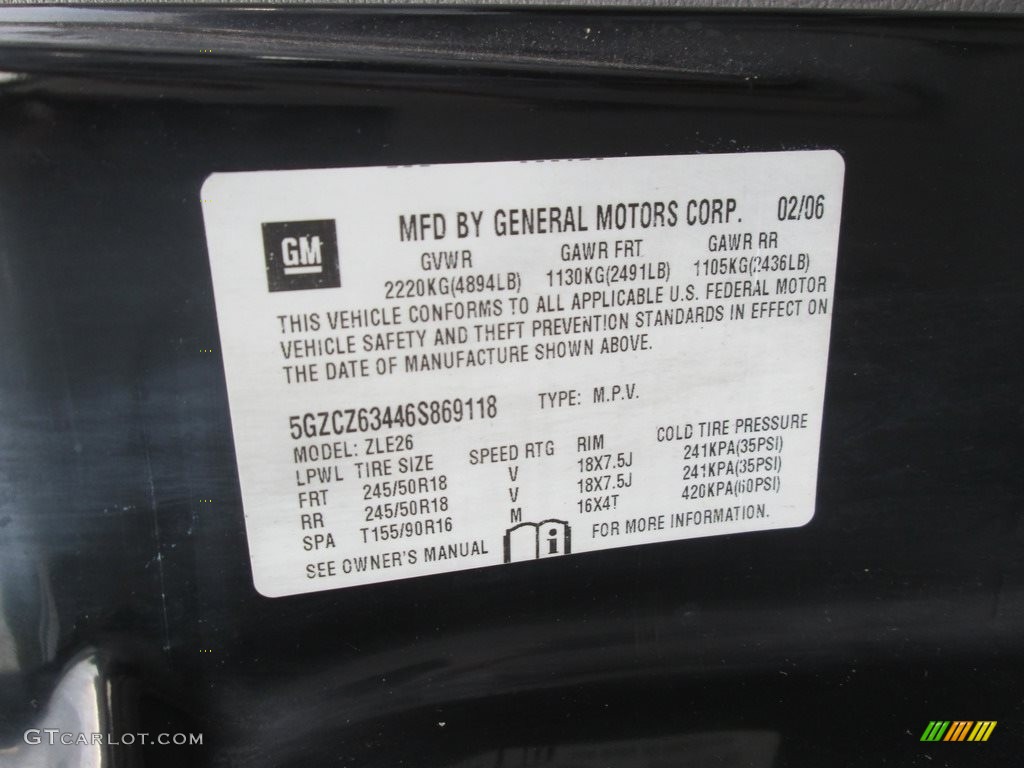 GM
MFD BY GENERAL MOTORS CORP. 02/06
GVWR GAWR FRT GAWR RR
2220KG(4894LB) 1130KG(2491LB) 1105KG(2436LB)
THIS VEHICLE CONFORMS TO ALL APPLICABLE U.S. FEDERAL MOTOR
VEHICLE SAFETY AND THEFT PREVENTION STANDARDS IN EFFECT ON
THE DATE OF MANUFACTURE SHOWN ABOVE.
5GZCZ63446S869118 TYPE: M.P.V.
MODEL: ZLE26
LPWL TIRE SIZE SPEED RTG RIM COLD TIRE PRESSURE
FRT 245/50R18 V 18X7.5J 241KPA(35PSI)
RR 245/50R18 V 18X7.5J 241KPA(35PSI)
SPA T155/90R16 M 16X4T 420KPA(60PSI)
SEE OWNER'S MANUAL i FOR MORE INFORMATION.
GTCARLOT.COM